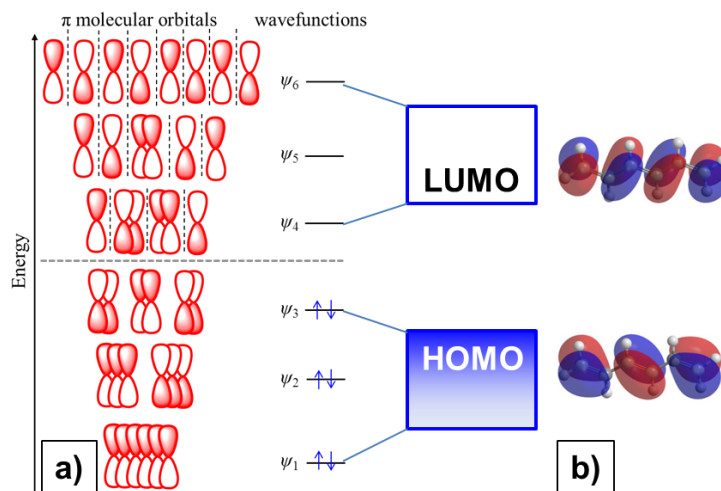 π molecular orbitals
wavefunctions
Energy
ψ6
ψ5
LUMO
ψ4
ψ3
HOMO
ψ2
ψ1
a)
b)